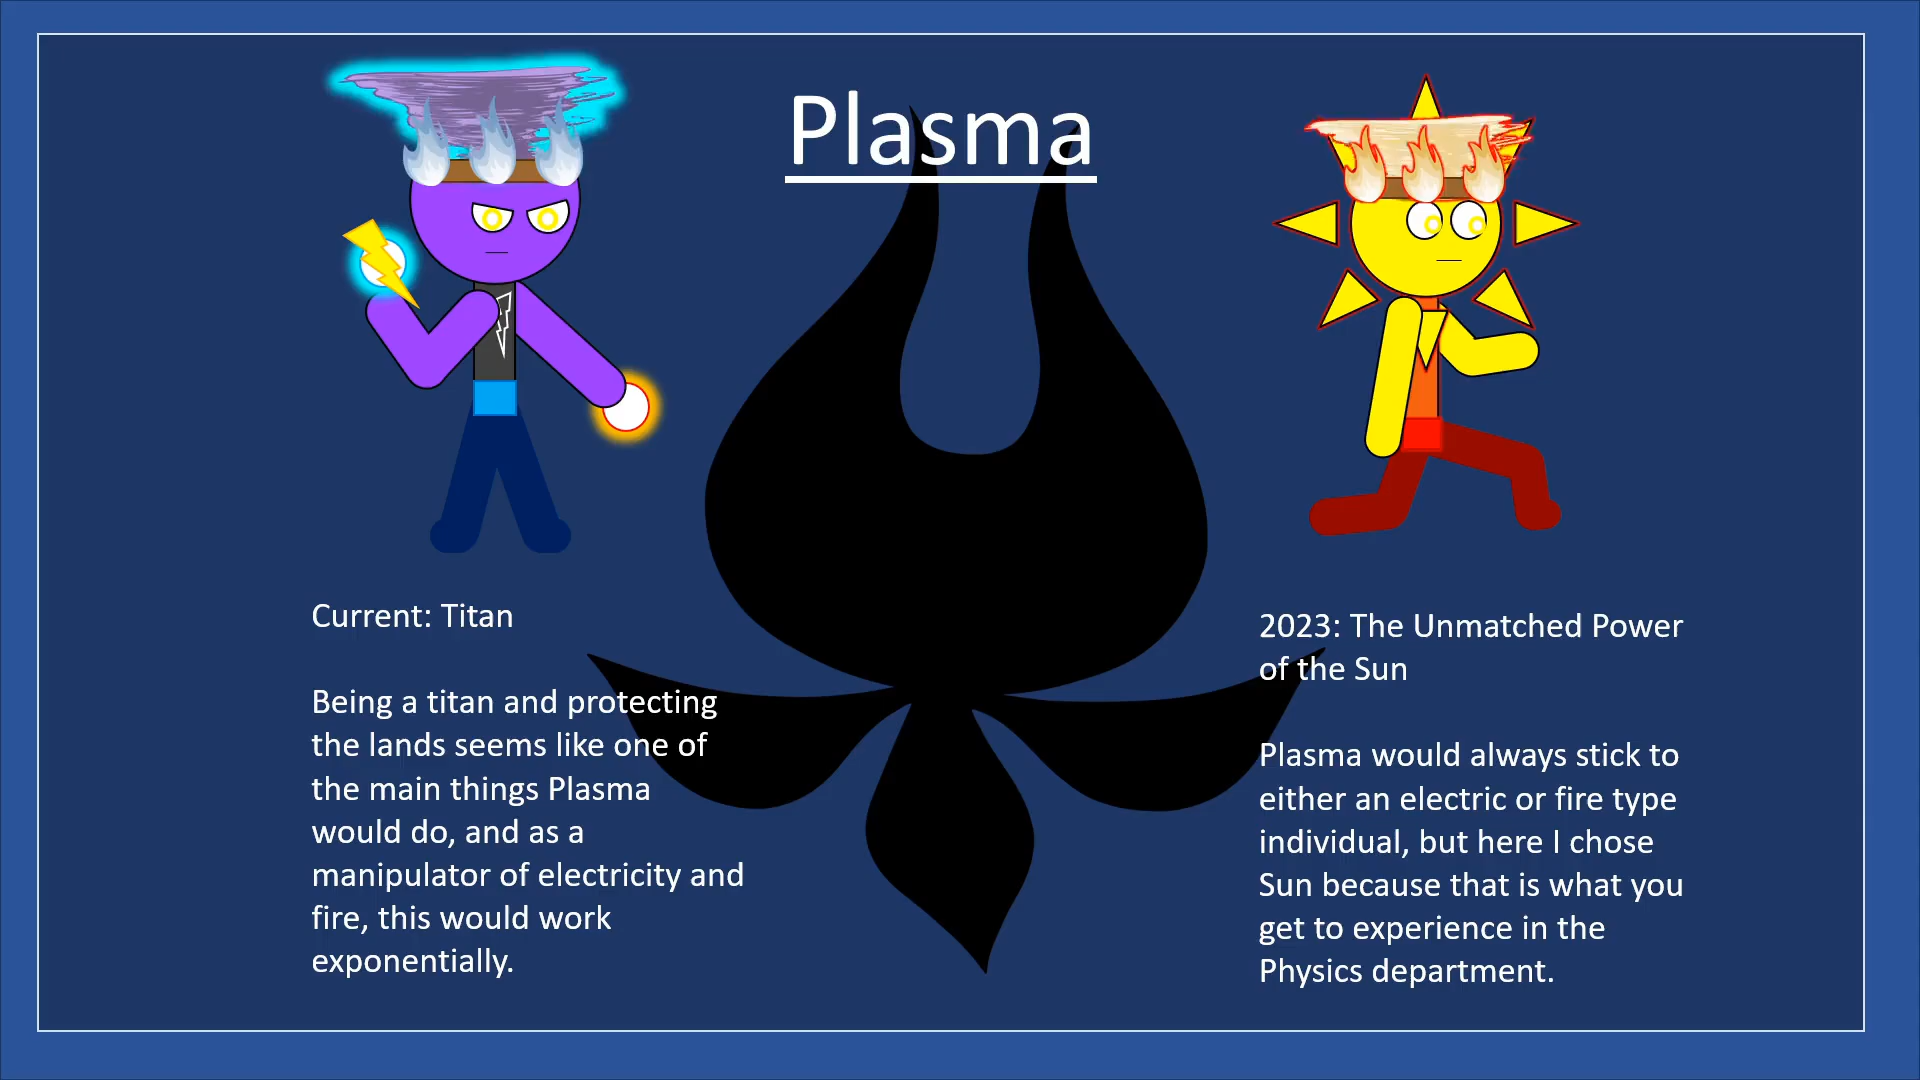 Plasma
Current: Titan
Being a titan and protecting
the lands seems like one of
the main things Plasma
would do, and as a
manipulator of electricity and
fire, this would work
exponentially.
2023: The Unmatched Power
of the Sun
Plasma would always stick to
either an electric or fire type
individual, but here I chose
Sun because that is what you
get to experience in the
Physics department.